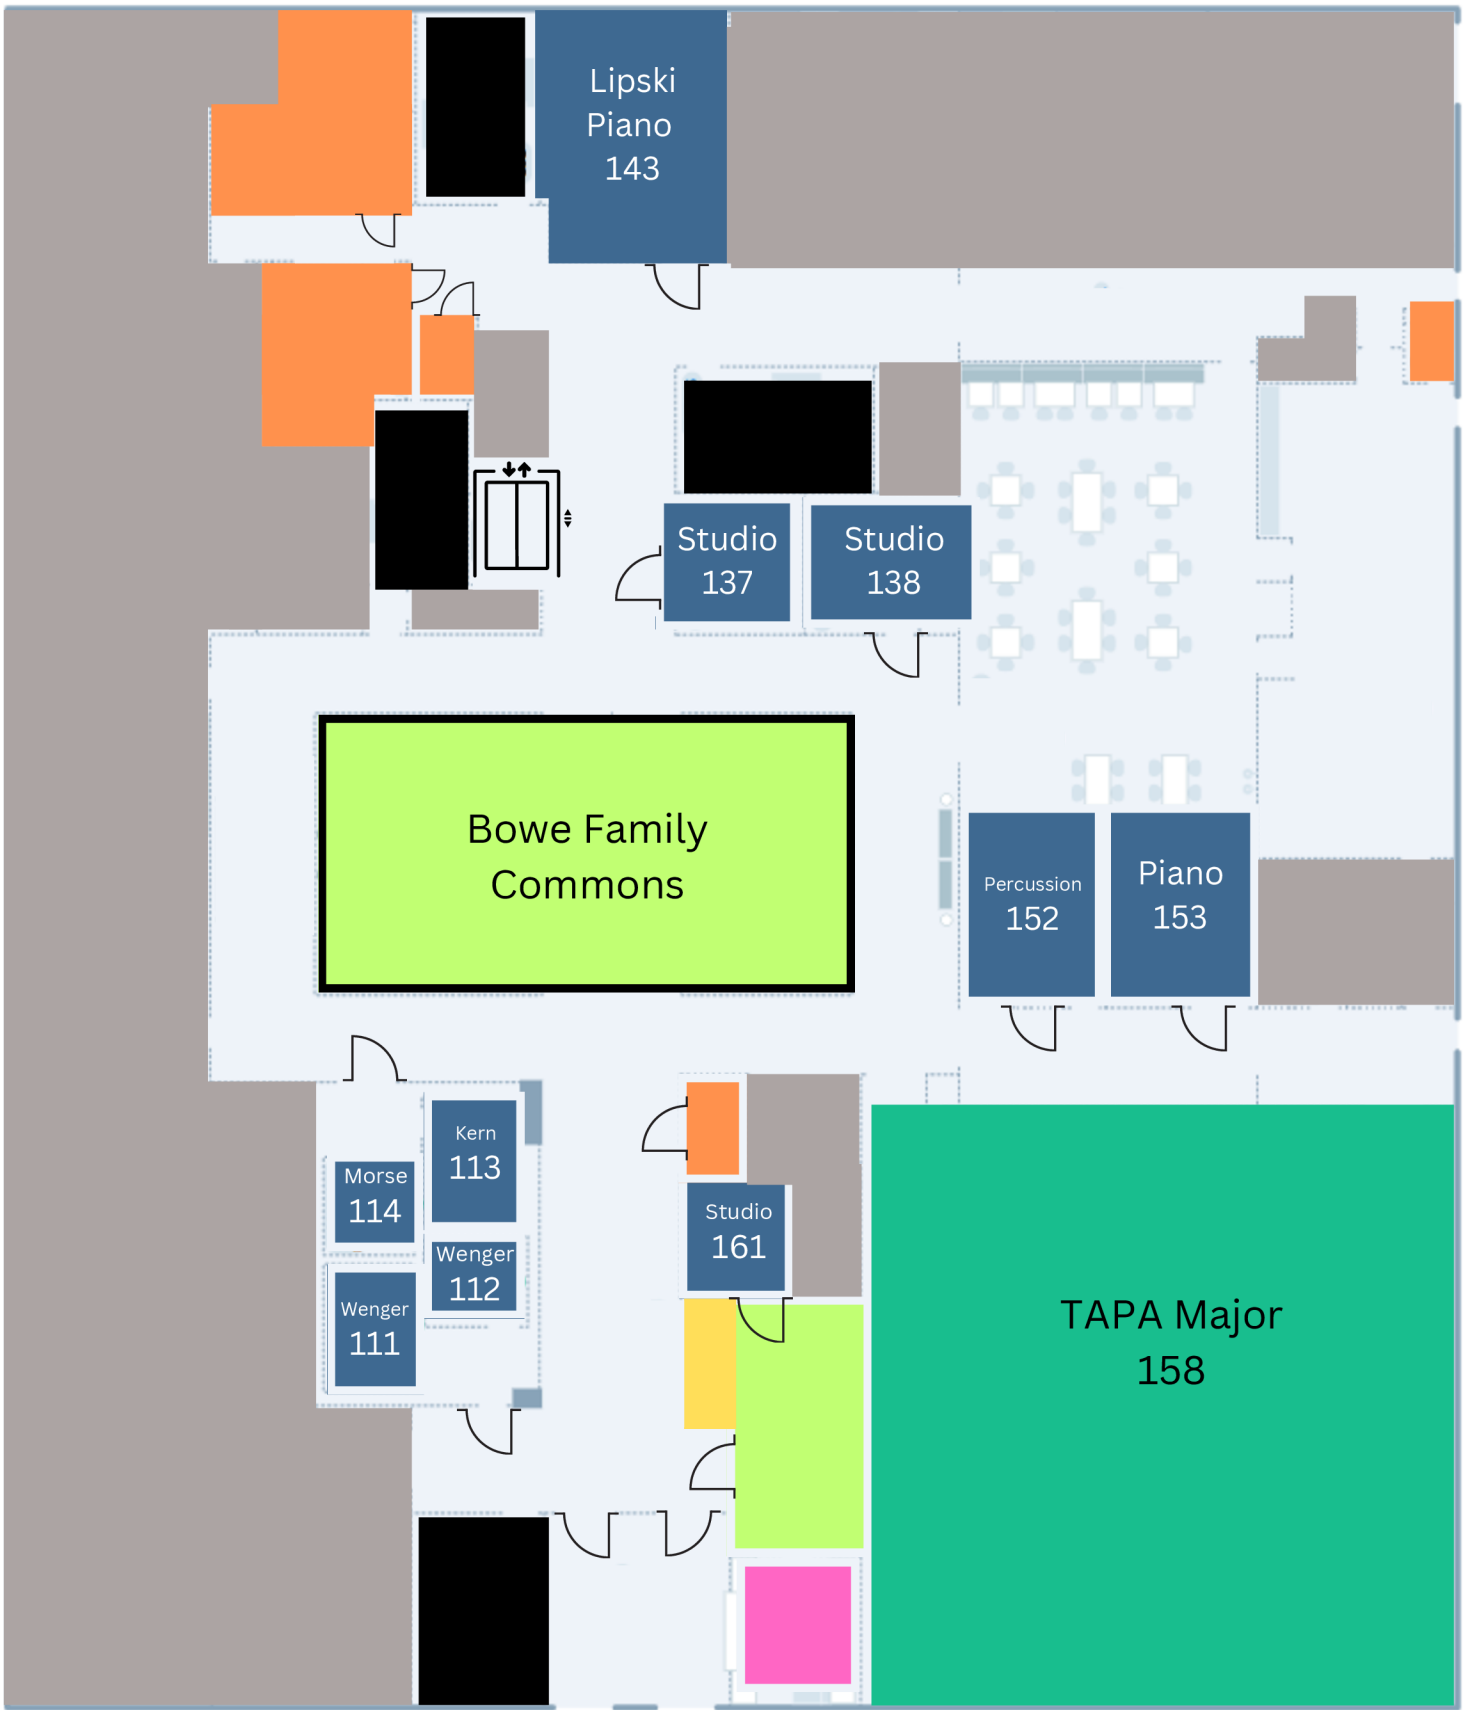 Lipski
Piano
143
Studio
137
Studio
138
Bowe Family
Commons
Percussion
152
Piano
153
Kern
113
Morse
114
Wenger
112
Wenger
111
Studio
161
TAPA Major
158